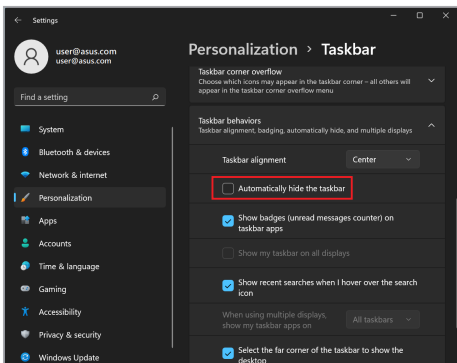 Settings
user@asus.com
user@asus.com
Find a setting
System
Bluetooth & devices
Network & internet
Personalization
Apps
Accounts
Time & language
Gaming
Accessibility
Privacy & security
Windows Update
Personalization > Taskbar
Taskbar corner overflow
Choose which icons may appear in the taskbar corner – all others will
appear in the taskbar corner overflow menu
Taskbar behaviors
Taskbar alignment, badging, automatically hide, and multiple displays
Taskbar alignment
Center
Automatically hide the taskbar
Show badges (unread messages counter) on
taskbar apps
Show my taskbar on all displays
Show recent searches when I hover over the search
icon
When using multiple displays,
show my taskbar apps on
All taskbars
Select the far corner of the taskbar to show the
desktop